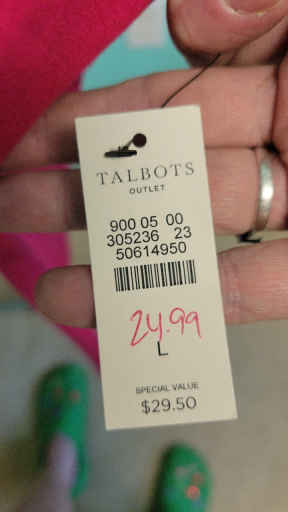 TALBOTS
OUTLET
900 05 00
305236 23
50614950
24.99
L
SPECIAL VALUE
$29.50